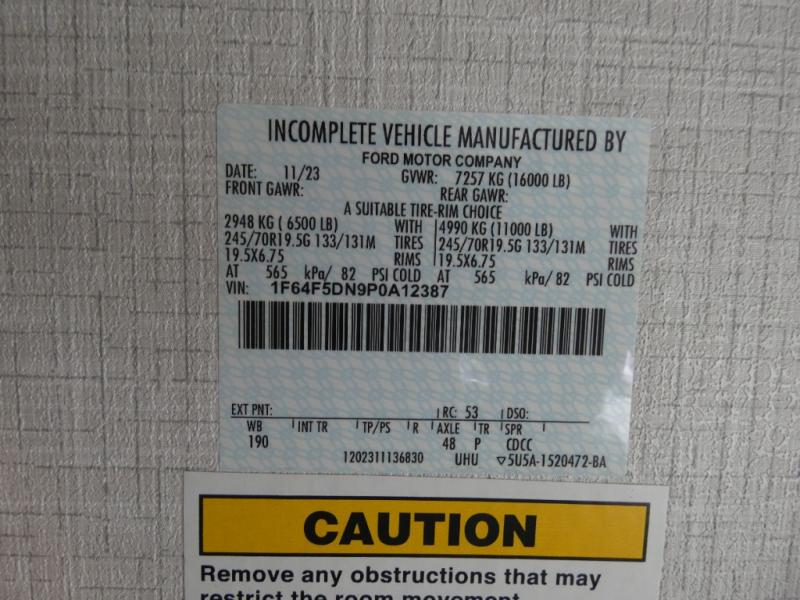 INCOMPLETE VEHICLE MANUFACTURED BY
FORD MOTOR COMPANY
DATE: 11/23 GVWR: 7257 KG (16000 LB)
FRONT GAWR: REAR GAWR:
A SUITABLE TIRE-RIM CHOICE
2948 KG ( 6500 LB) WITH 4990 KG (11000 LB) WITH
245/70R19.5G 133/131M TIRES 245/70R19.5G 133/131M TIRES
19.5X6.75 RIMS 19.5X6.75 RIMS
AT 565 kPa/ 82 PSI COLD AT 565 kPa/ 82 PSI COLD
VIN: 1F64F5DN9P0A12387
EXT PNT: RC: 53 DSO:
WB INT TR TP/PS R AXLE TR SPR
190 48 P CDCC
1202311136830 UHU ▽5U5A-1520472-BA
CAUTION
Remove any obstructions that may
restrict the room movement